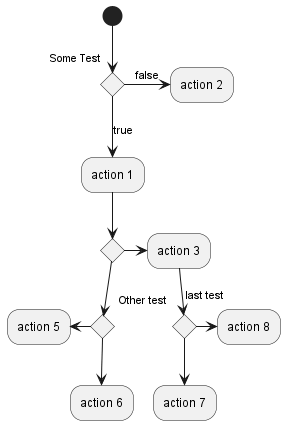 Some Test
false
action 2
true
action 1
action 3
Other test
last test
action 5
action 8
action 6
action 7